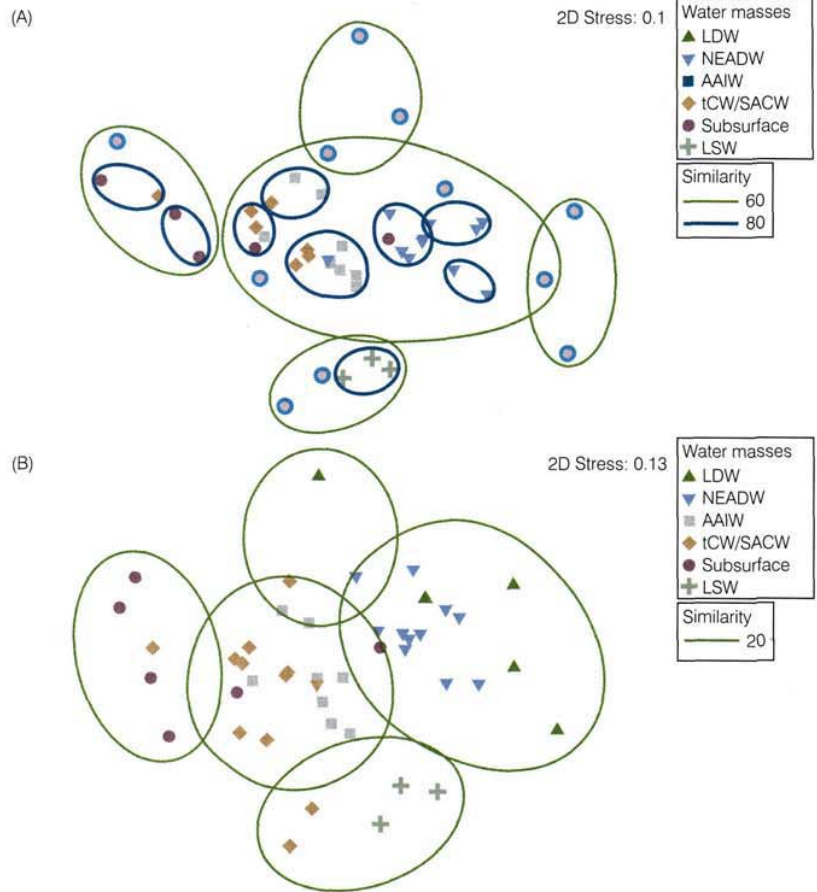 (A)
2D Stress: 0.1
Water masses
LDW
NEADW
AAIW
tCW/SACW
Subsurface
LSW
Similarity
60
80
(B)
2D Stress: 0.13
Water masses
LDW
NEADW
AAIW
tCW/SACW
Subsurface
LSW
Similarity
20